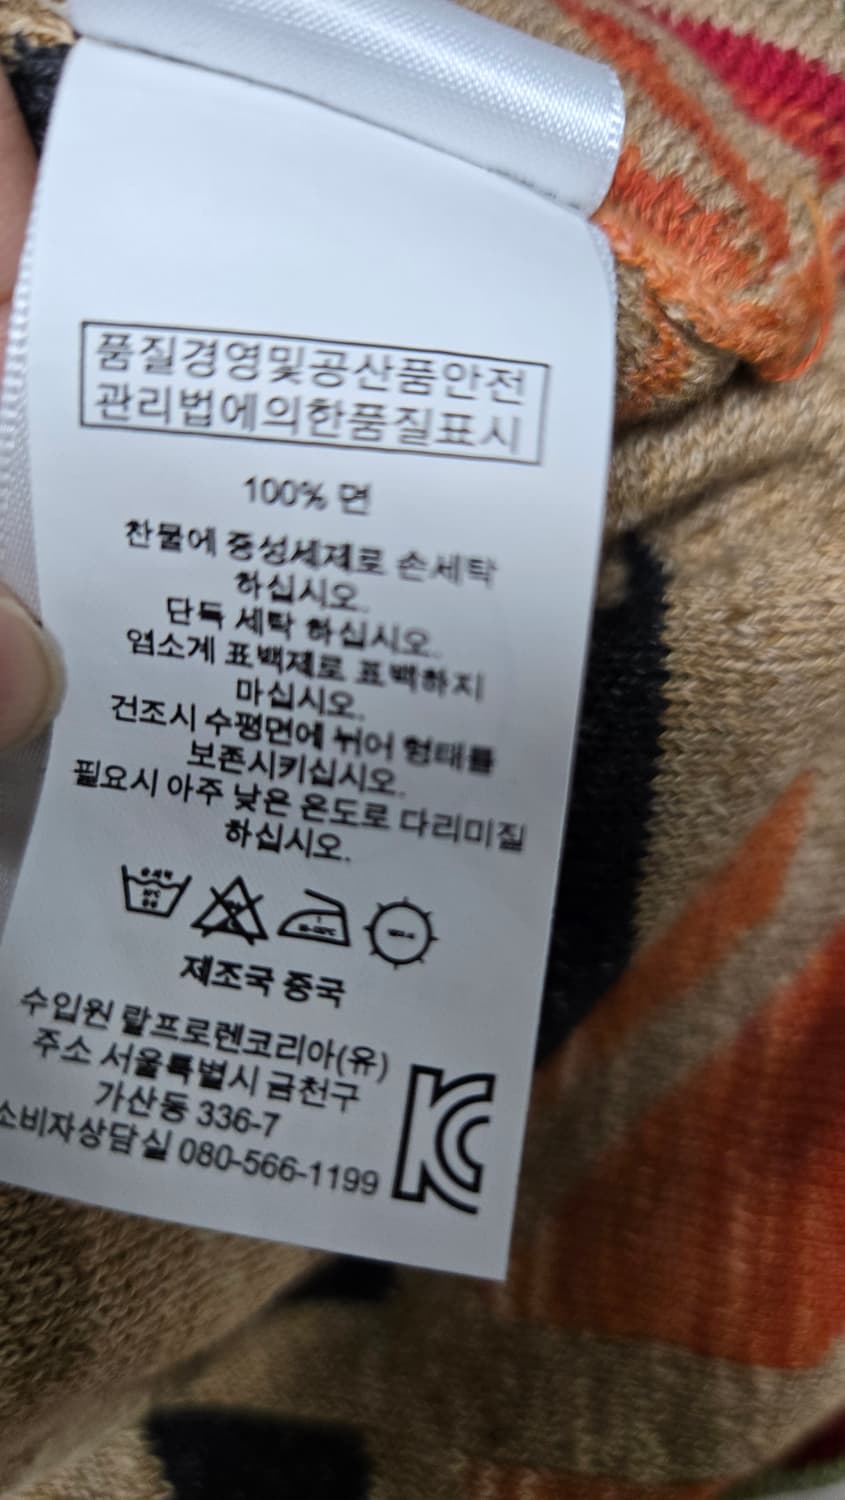 품질경영및공산품안전
관리법에의한품질표시
100% 면
찬물에 중성세제로 손세탁
하십시오.
단독 세탁 하십시오.
염소계 표백제로 표백하지
마십시오.
건조시 수평면에 뉘어 형태를
보존시키십시오.
필요시 아주 낮은 온도로 다리미질
하십시오.
제조국 중국
수입원 랄프로렌코리아(유)
주소 서울특별시 금천구
가산동 336-7
소비자상담실 080-566-1199